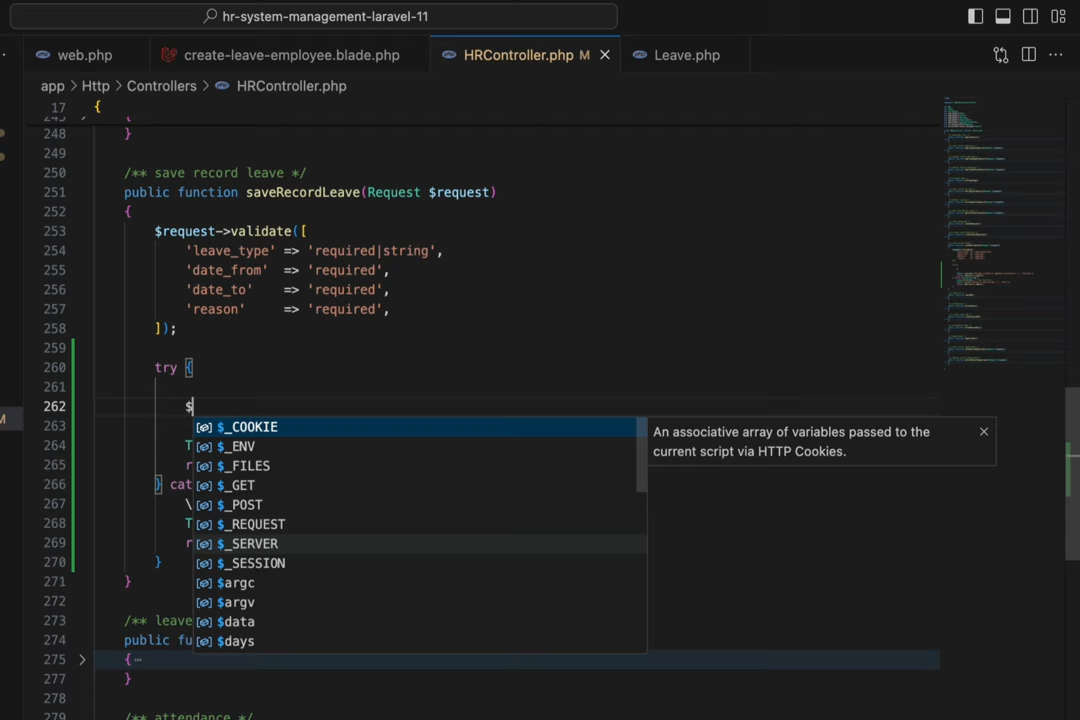 hr-system-management-laravel-11
web.php
create-leave-employee.blade.php
HRController.php M
Leave.php
app > Http > Controllers > HRController.php
17 {
248 }
249
250 /** save record leave */
251 public function saveRecordLeave(Request $request)
252 {
253 $request->validate([
254 'leave_type' => 'required|string',
255 'date_from' => 'required',
256 'date_to' => 'required',
257 'reason' => 'required',
258 ]);
259
260 try {
261
262 $
263
264 T
265 r
266 } cat
267 \
268 T
269 r
270 }
271 }
272
273 /** leave
274 public fu
275 {
277 }
278
279 /** attendance */
$_COOKIE
$_ENV
$_FILES
$_GET
$_POST
$_REQUEST
$_SERVER
$_SESSION
$argc
$argv
$data
$days
An associative array of variables passed to the
current script via HTTP Cookies.
M